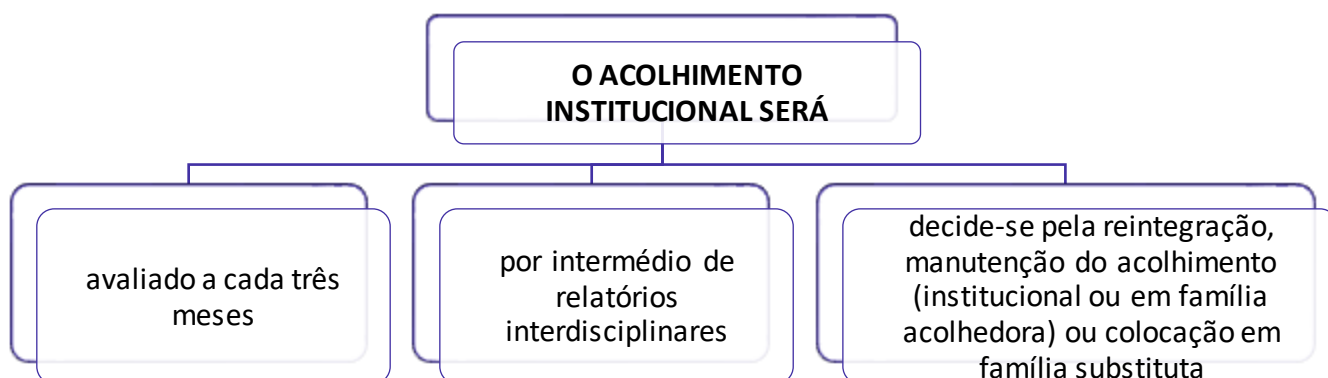 O ACOLHIMENTO
INSTITUCIONAL SERÁ
avaliado a cada três
meses
por intermédio de
relatórios
interdisciplinares
decide-se pela reintegração,
manutenção do acolhimento
(institucional ou em família
acolhedora) ou colocação em
família substituta